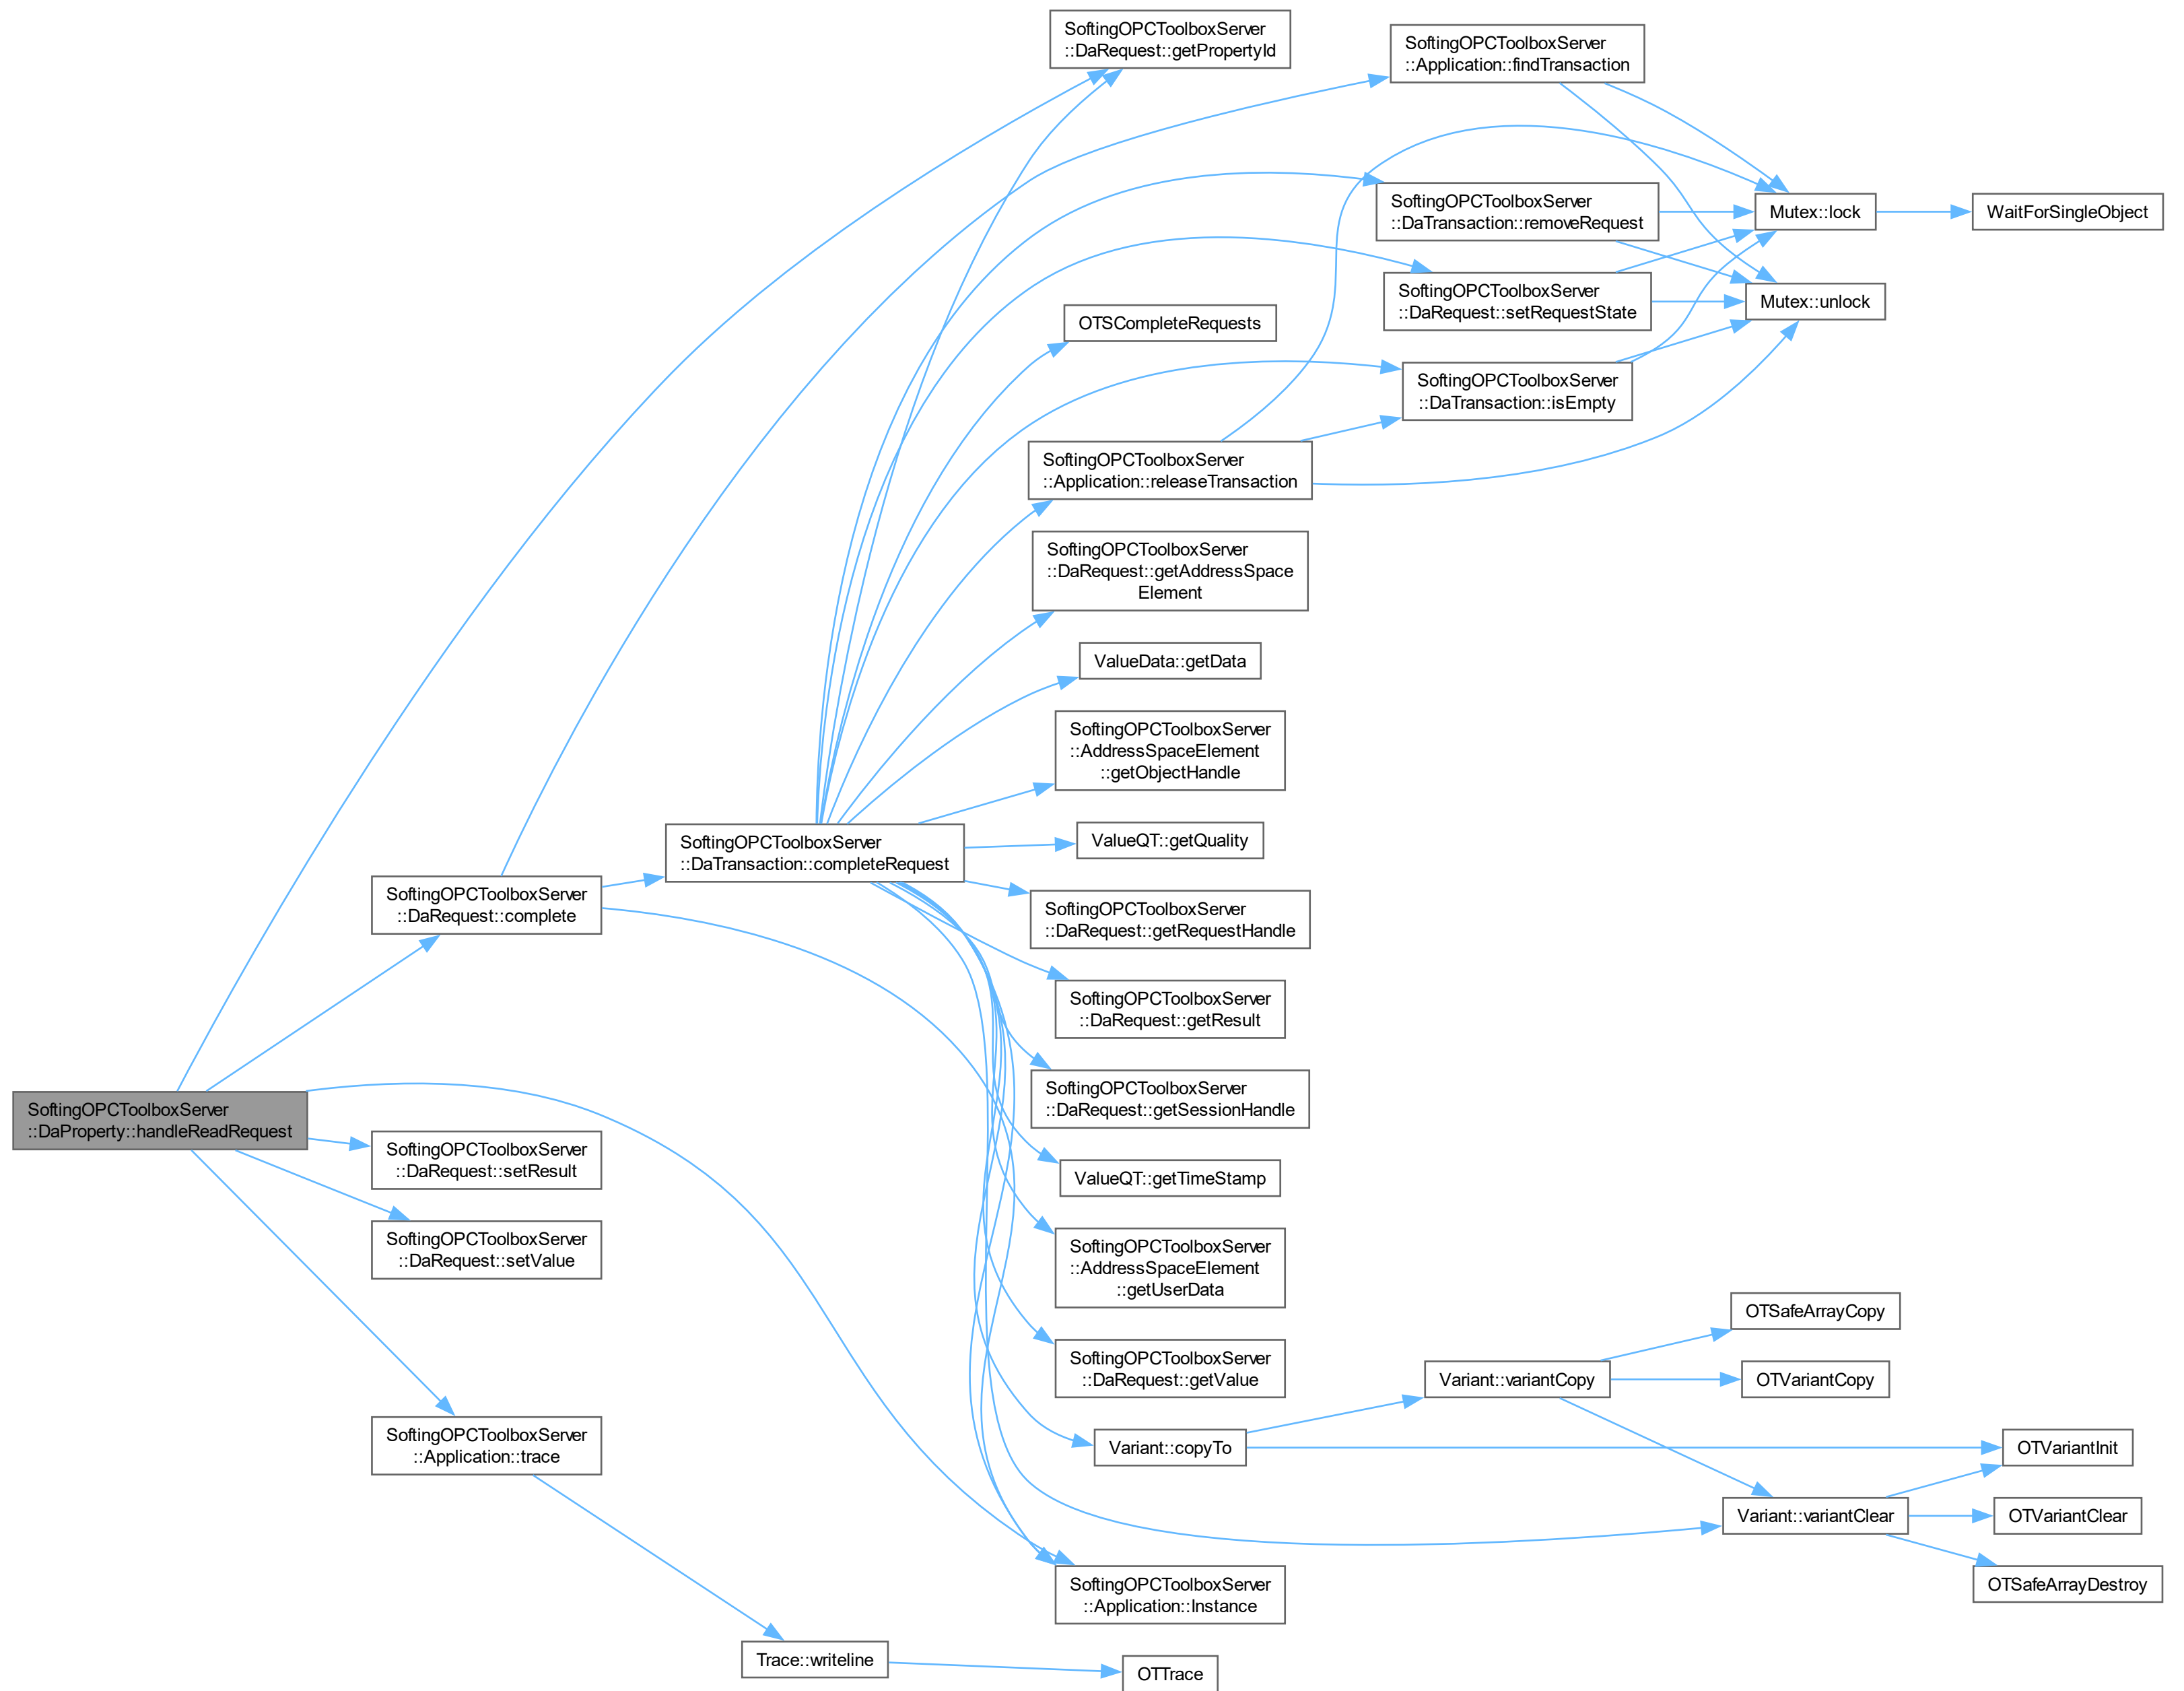 SoftingOPCToolboxServer
::DaProperty::handleReadRequest
SoftingOPCToolboxServer
::DaRequest::complete
SoftingOPCToolboxServer
::DaRequest::setResult
SoftingOPCToolboxServer
::DaRequest::setValue
SoftingOPCToolboxServer
::Application::trace
SoftingOPCToolboxServer
::DaTransaction::completeRequest
Trace::writeline
SoftingOPCToolboxServer
::DaRequest::getPropertyId
OTSCompleteRequests
SoftingOPCToolboxServer
::Application::releaseTransaction
SoftingOPCToolboxServer
::DaRequest::getAddressSpace
Element
ValueData::getData
SoftingOPCToolboxServer
::AddressSpaceElement
::getObjectHandle
ValueQT::getQuality
SoftingOPCToolboxServer
::DaRequest::getRequestHandle
SoftingOPCToolboxServer
::DaRequest::getResult
SoftingOPCToolboxServer
::DaRequest::getSessionHandle
ValueQT::getTimeStamp
SoftingOPCToolboxServer
::AddressSpaceElement
::getUserData
SoftingOPCToolboxServer
::DaRequest::getValue
Variant::copyTo
SoftingOPCToolboxServer
::Application::Instance
OTTrace
SoftingOPCToolboxServer
::Application::findTransaction
SoftingOPCToolboxServer
::DaTransaction::removeRequest
SoftingOPCToolboxServer
::DaRequest::setRequestState
SoftingOPCToolboxServer
::DaTransaction::isEmpty
Variant::variantCopy
Mutex::lock
Mutex::unlock
OTSafeArrayCopy
OTVariantCopy
Variant::variantClear
WaitForSingleObject
OTVariantInit
OTVariantClear
OTSafeArrayDestroy